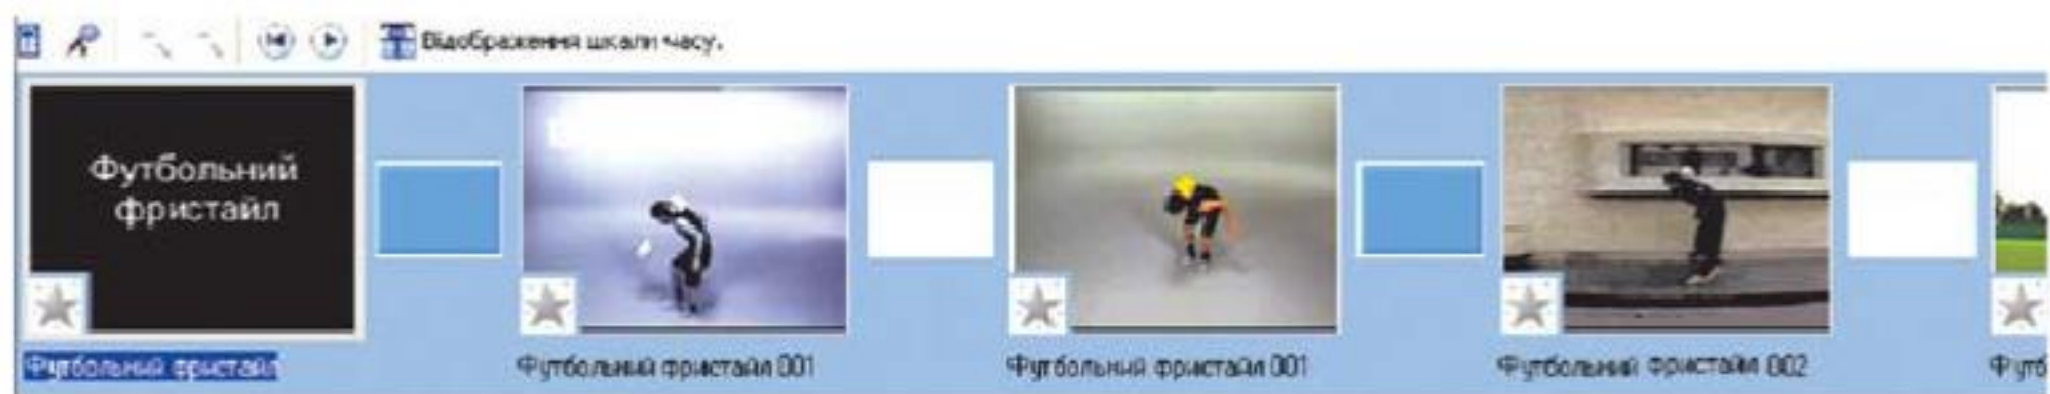 Відображення шкали часу.
Футбольний
фристайл
Футбольний фристайл
Футбольний фристайл 001
Футбольний фристайл 001
Футбольний фристайл 002